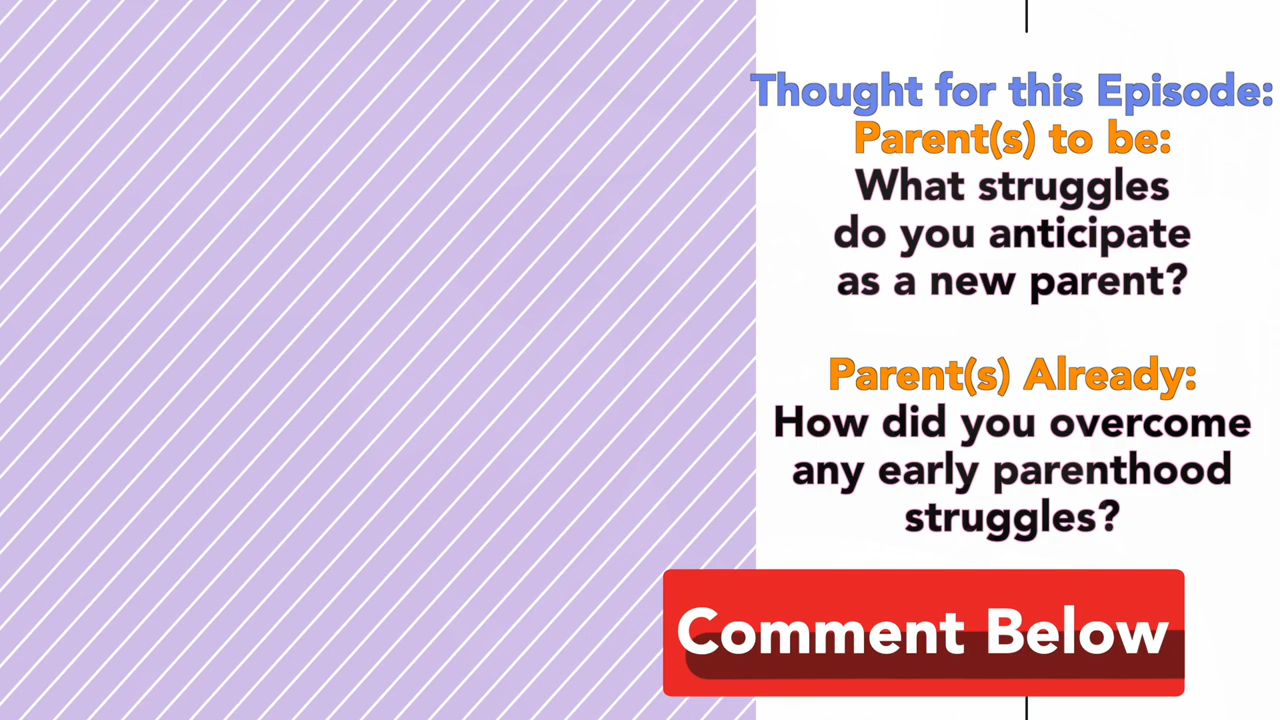 Thought for this Episode:
Parent(s) to be:
What struggles
do you anticipate
as a new parent?
Parent(s) Already:
How did you overcome
any early parenthood
struggles?
Comment Below